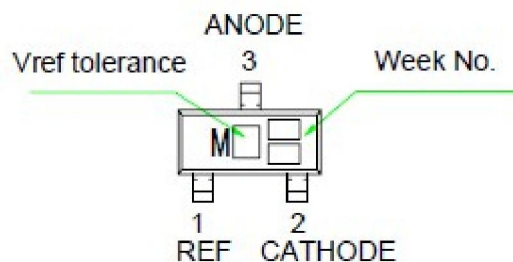 ANODE
Vref tolerance 3 Week No.
M
1 2
REF CATHODE